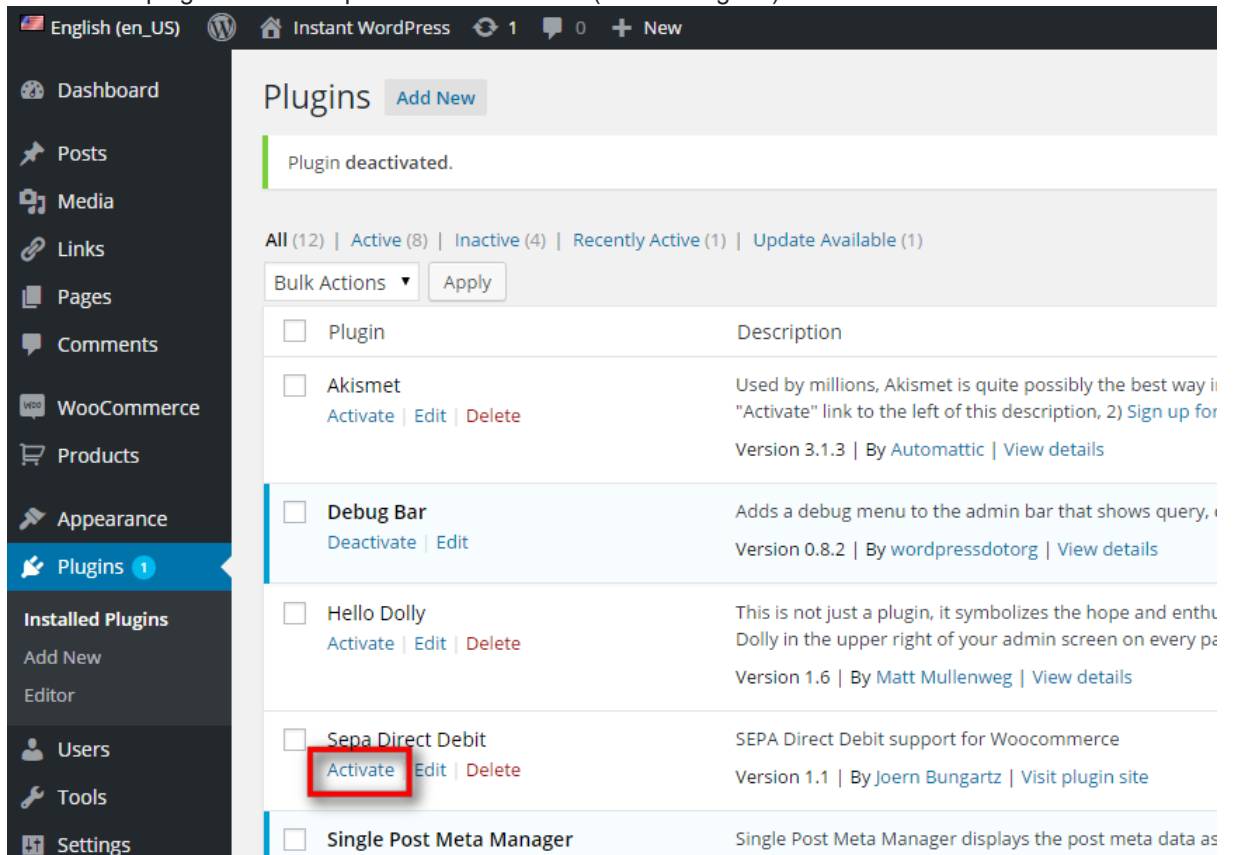 English (en_US) Instant WordPress 1 0 + New
Dashboard
Posts
Media
Links
Pages
Comments
WooCommerce
Products
Appearance
Plugins 1
Installed Plugins
Add New
Editor
Users
Tools
Settings
Plugins Add New
Plugin deactivated.
All (12) | Active (8) | Inactive (4) | Recently Active (1) | Update Available (1)
Bulk Actions Apply
Plugin Description
Akismet
Activate | Edit | Delete
Used by millions, Akismet is quite possibly the best way
"Activate" link to the left of this description, 2) Sign up for
Version 3.1.3 | By Automattic | View details
Debug Bar
Deactivate | Edit
Adds a debug menu to the admin bar that shows query,
Version 0.8.2 | By wordpressdotorg | View details
Hello Dolly
Activate | Edit | Delete
This is not just a plugin, it symbolizes the hope and
Dolly in the upper right of your admin screen on every
Version 1.6 | By Matt Mullenweg | View details
Sepa Direct Debit
Activate | Edit | Delete
SEPA Direct Debit support for Woocommerce
Version 1.1 | By Joern Bungartz | Visit plugin site
Single Post Meta Manager
Single Post Meta Manager displays the post meta data as